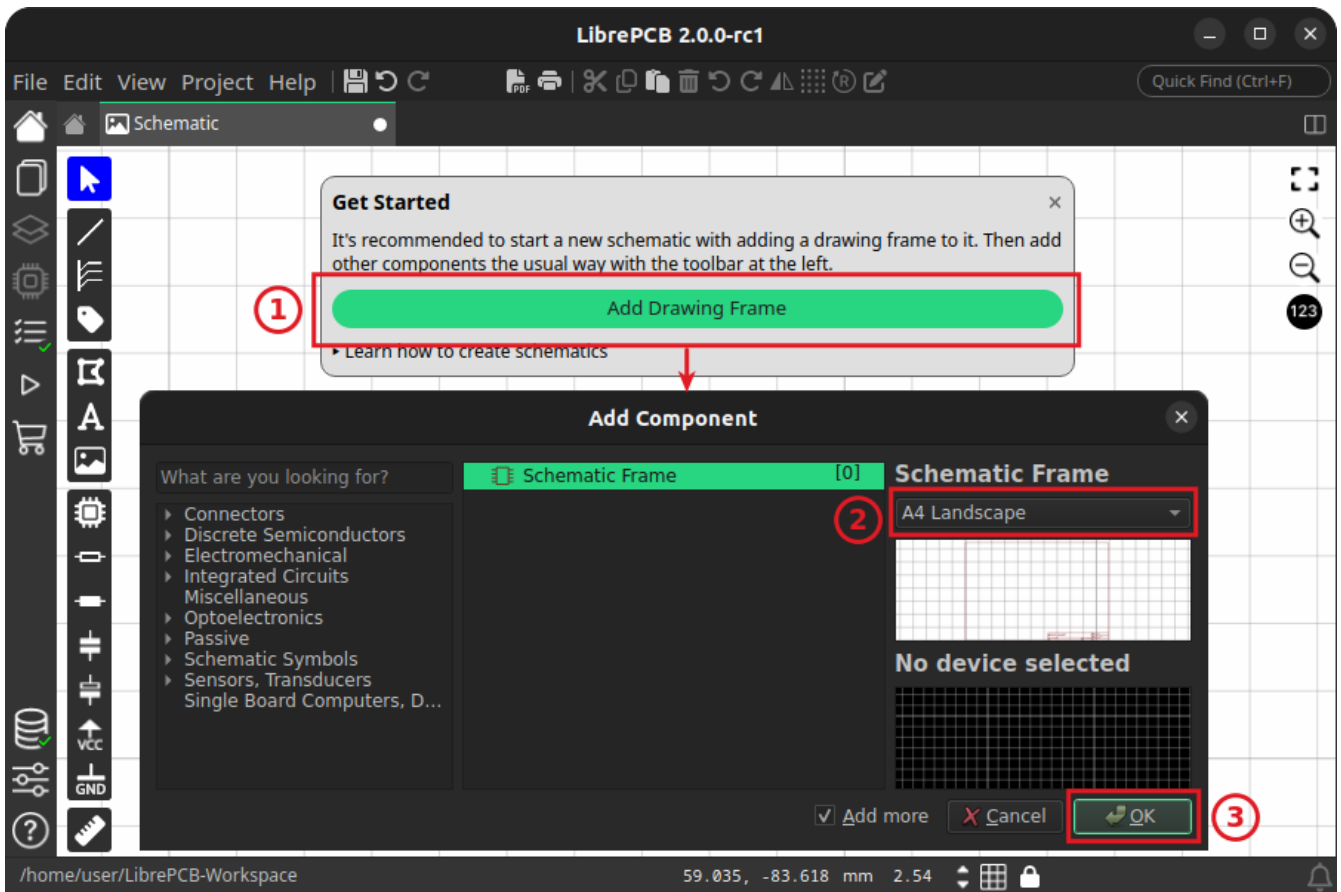 LibrePCB 2.0.0-rc1
File Edit View Project Help
PDF
Quick Find (Ctrl+F)
Schematic
Get Started
It's recommended to start a new schematic with adding a drawing frame to it. Then add
other components the usual way with the toolbar at the left.
1
Add Drawing Frame
Learn how to create schematics
123
A
Add Component
What are you looking for?
Connectors
Discrete Semiconductors
Electromechanical
Integrated Circuits
Miscellaneous
Optoelectronics
Passive
Schematic Symbols
Sensors, Transducers
Single Board Computers, D...
Schematic Frame [0]
Schematic Frame
2
A4 Landscape
No device selected
VCC
GND
Add more
Cancel
OK
3
/home/user/LibrePCB-Workspace
59.035, -83.618 mm 2.54